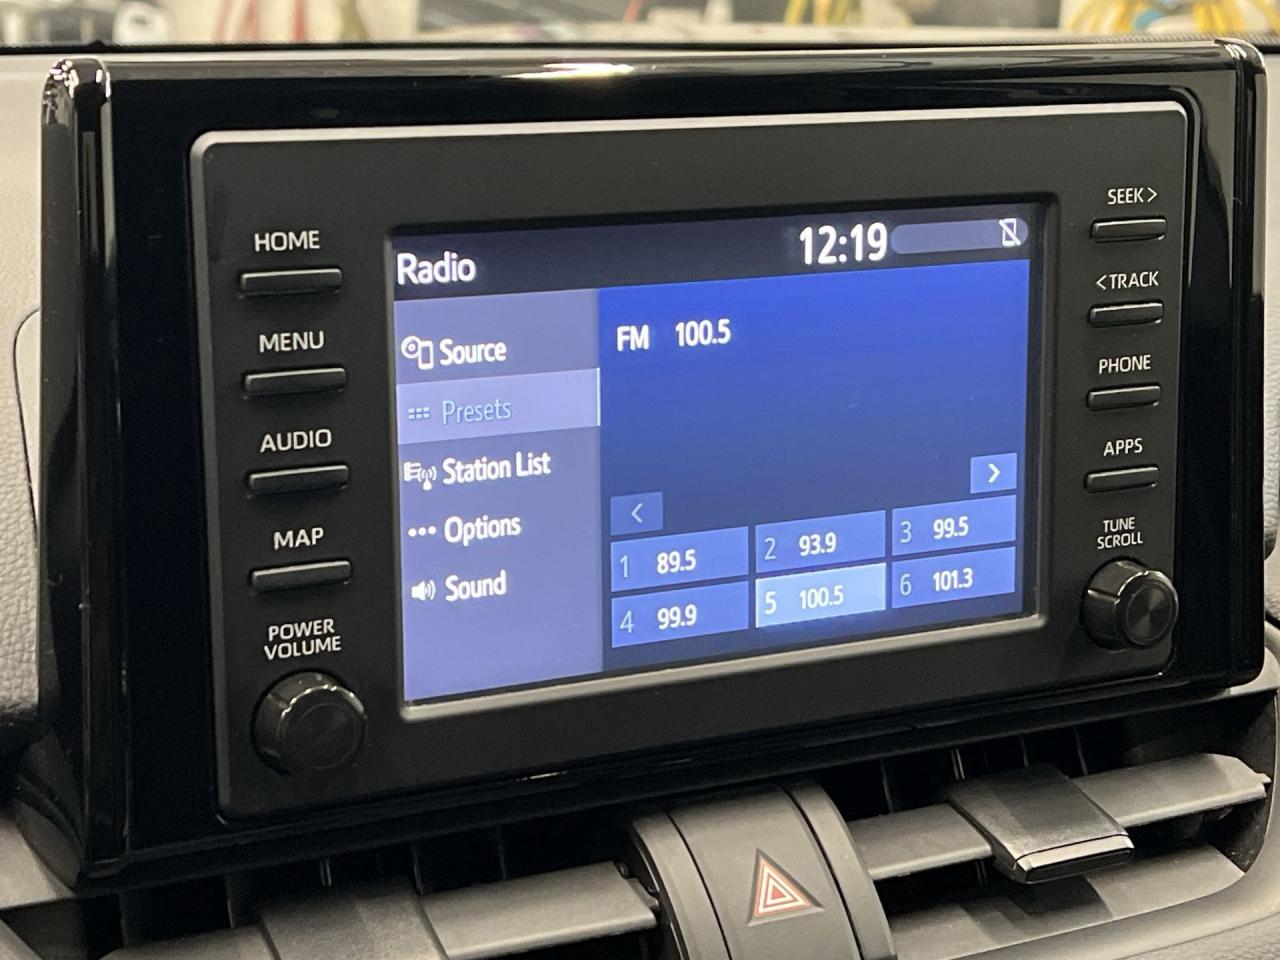 HOME
MENU
AUDIO
MAP
POWER
VOLUME
Radio
12:19
Source
Presets
Station List
Options
Sound
FM 100.5
<
>
1 89.5
2 93.9
3 99.5
4 99.9
5 100.5
6 101.3
SEEK >
< TRACK
PHONE
APPS
TUNE
SCROLL